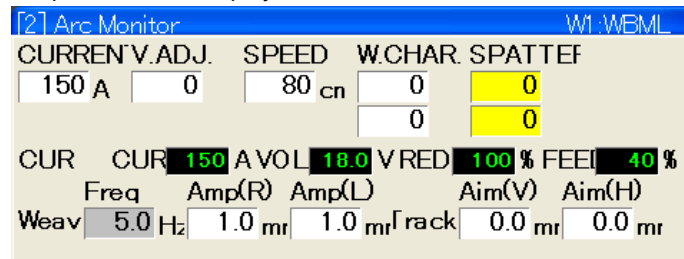 [2] Arc Monitor W1:WBML
CURRENT V.ADJ. SPEED W.CHAR. SPATTER
150 A 0 80 cm 0 0
0 0
CUR CUR 150 A VOL 18.0 V RED 100 % FEED 40 %
Freq Amp(R) Amp(L) Aim(V) Aim(H)
Weav 5.0 Hz 1.0 mm 1.0 mm Track 0.0 mm 0.0 mm